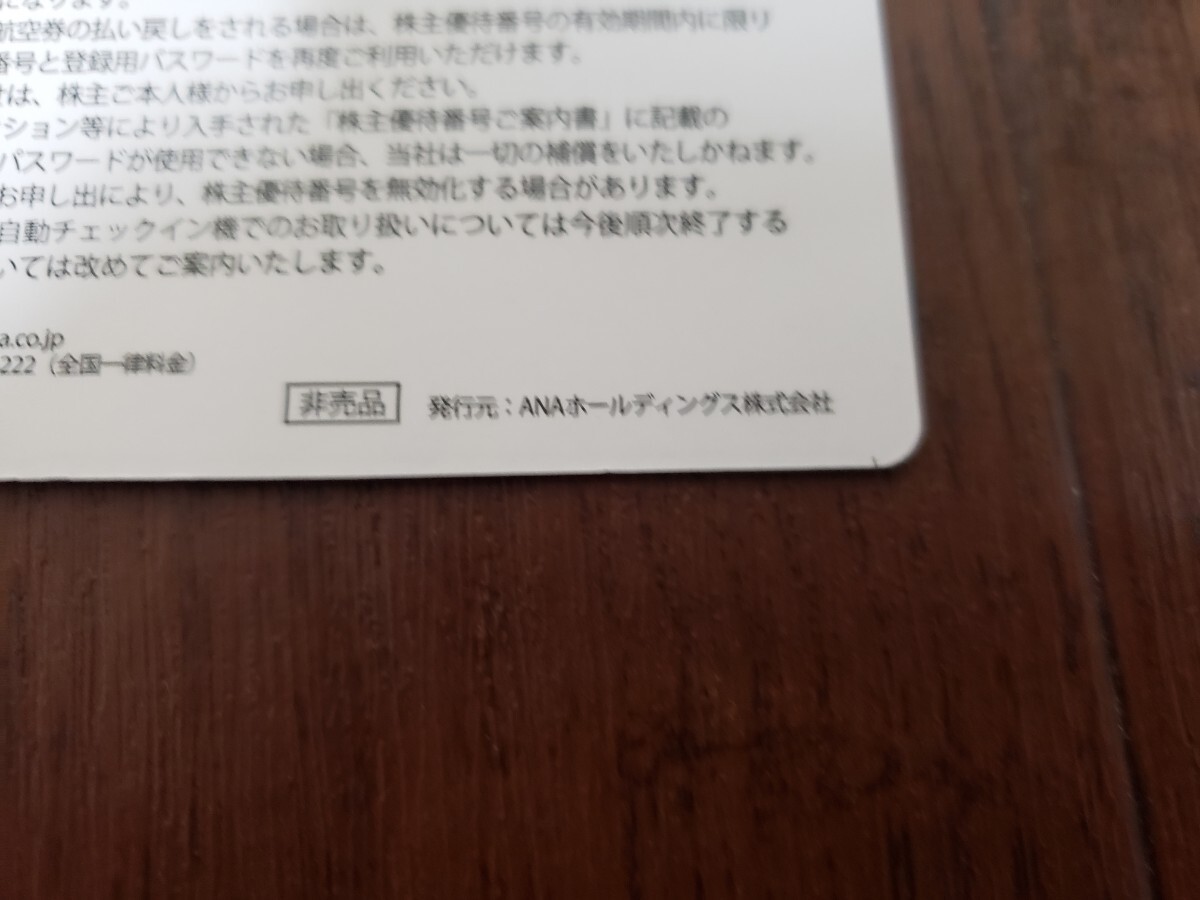 になります。
航空券の払い戻しをされる場合は、株主優待番号の有効期間内に限り
番号と登録用パスワードを再度ご利用いただけます。
は、株主ご本人様からお申し出ください。
ション等により入手された「株主優待番号ご案内書」に記載の
パスワードが使用できない場合、当社は一切の補償をいたしかねます。
お申し出により、株主優待番号を無効化する場合があります。
自動チェックイン機でのお取り扱いについては今後順次終了する
いては改めてご案内いたします。
a.co.jp
222（全国一律料金）
非売品 発行元：ANAホールディングス株式会社